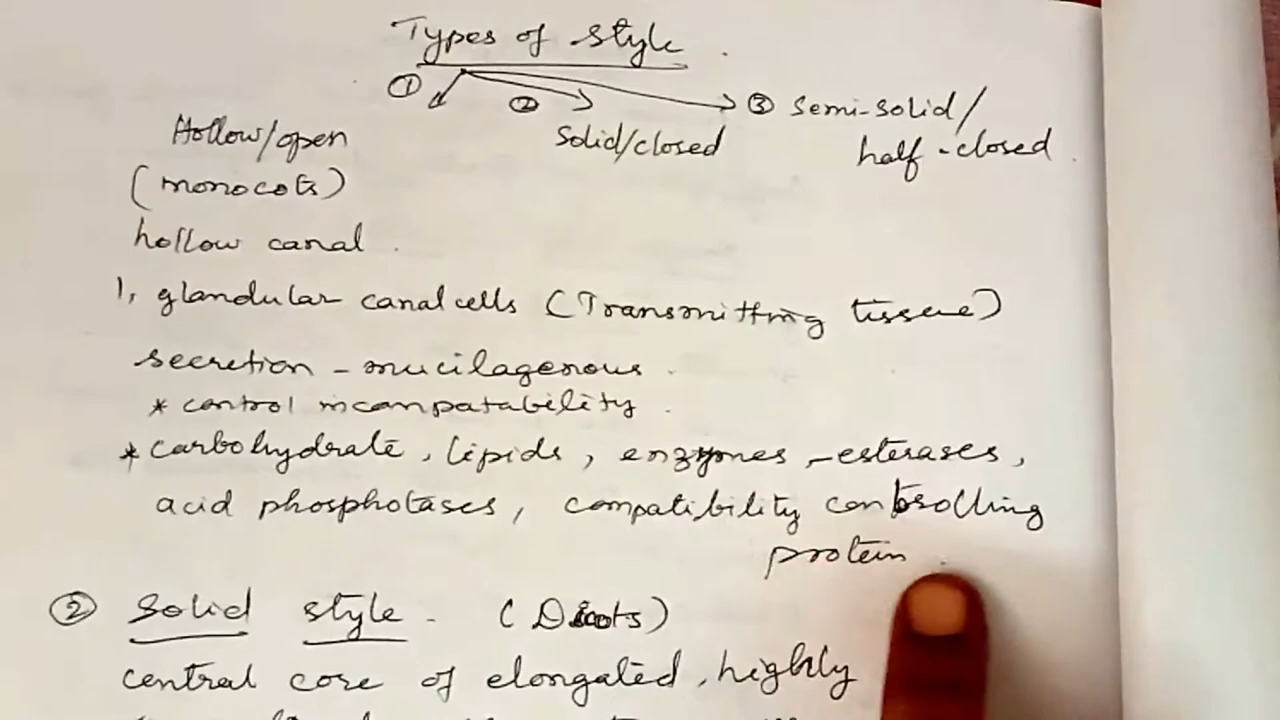 Types of style
① ② ③ Semi-solid/
Hollow/open Solid/closed half-closed
(monocots)
hollow canal
1, glandular canal cells (Transmitting tissue)
secretion - mucilagenous
* control incompatability
* carbohydrate, lipids, enzymes - esterases,
acid phosphotases, compatibility controlling
protein
② Solid style - (Dicots)
central core of elongated, highly